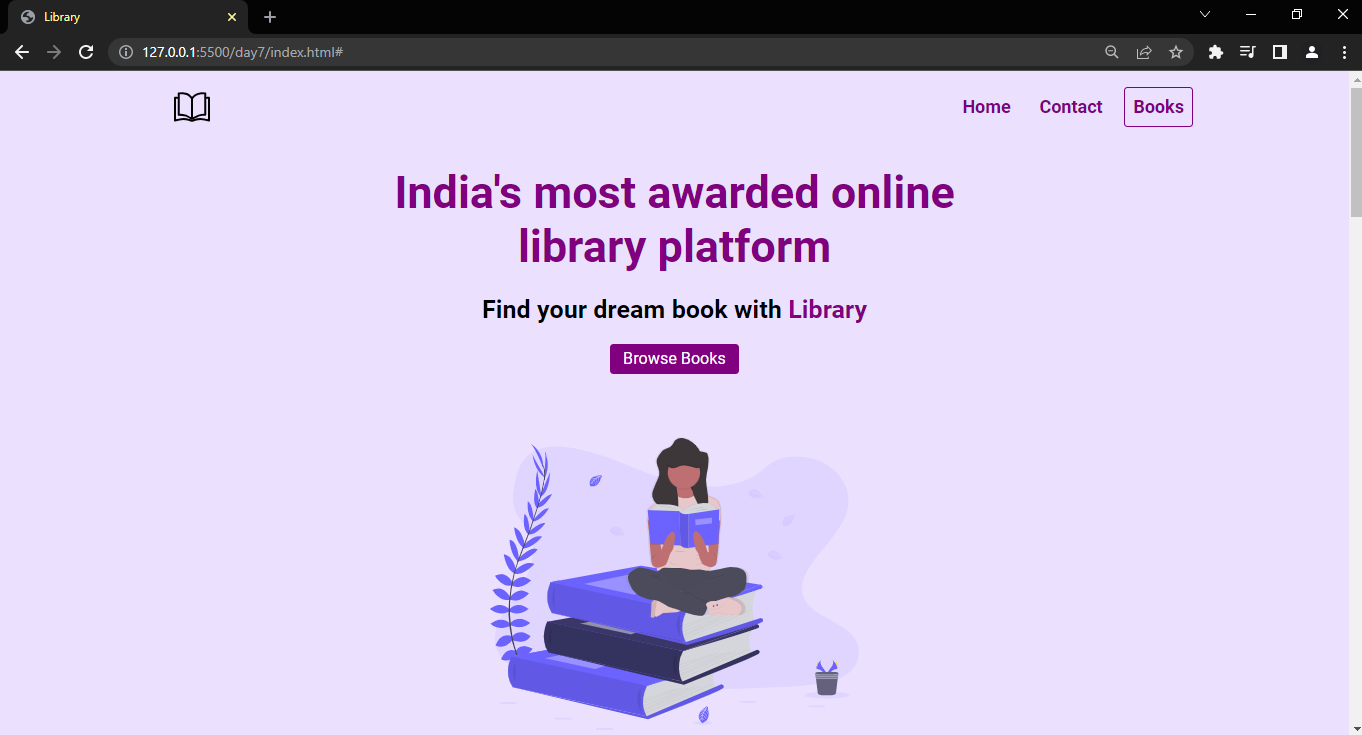 Library
127.0.0.1:5500/day7/index.html#
Home Contact Books
India's most awarded online
library platform
Find your dream book with Library
Browse Books